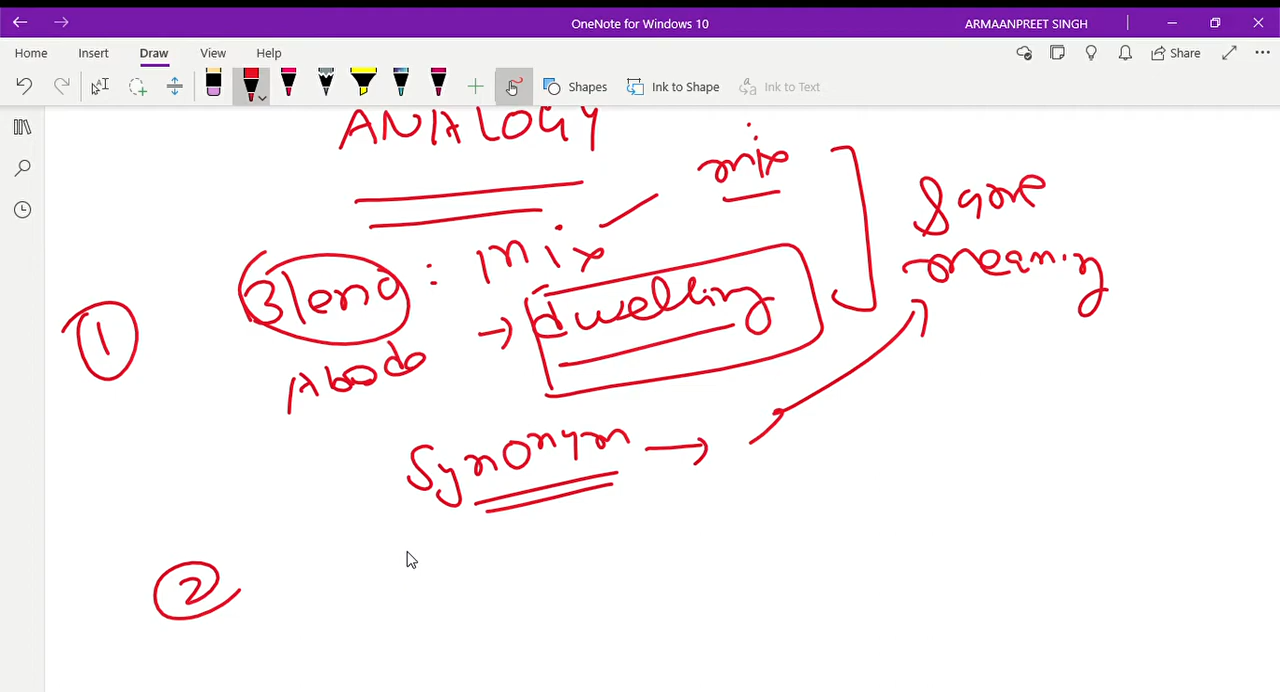 OneNote for Windows 10
ARMAANPREET SINGH
Home Insert Draw View Help
Share
Shapes Ink to Shape Ink to Text
ANALOGY
mix
Same
meaning
Blend : mix
1
Abode → dwelling
Synonym →
2